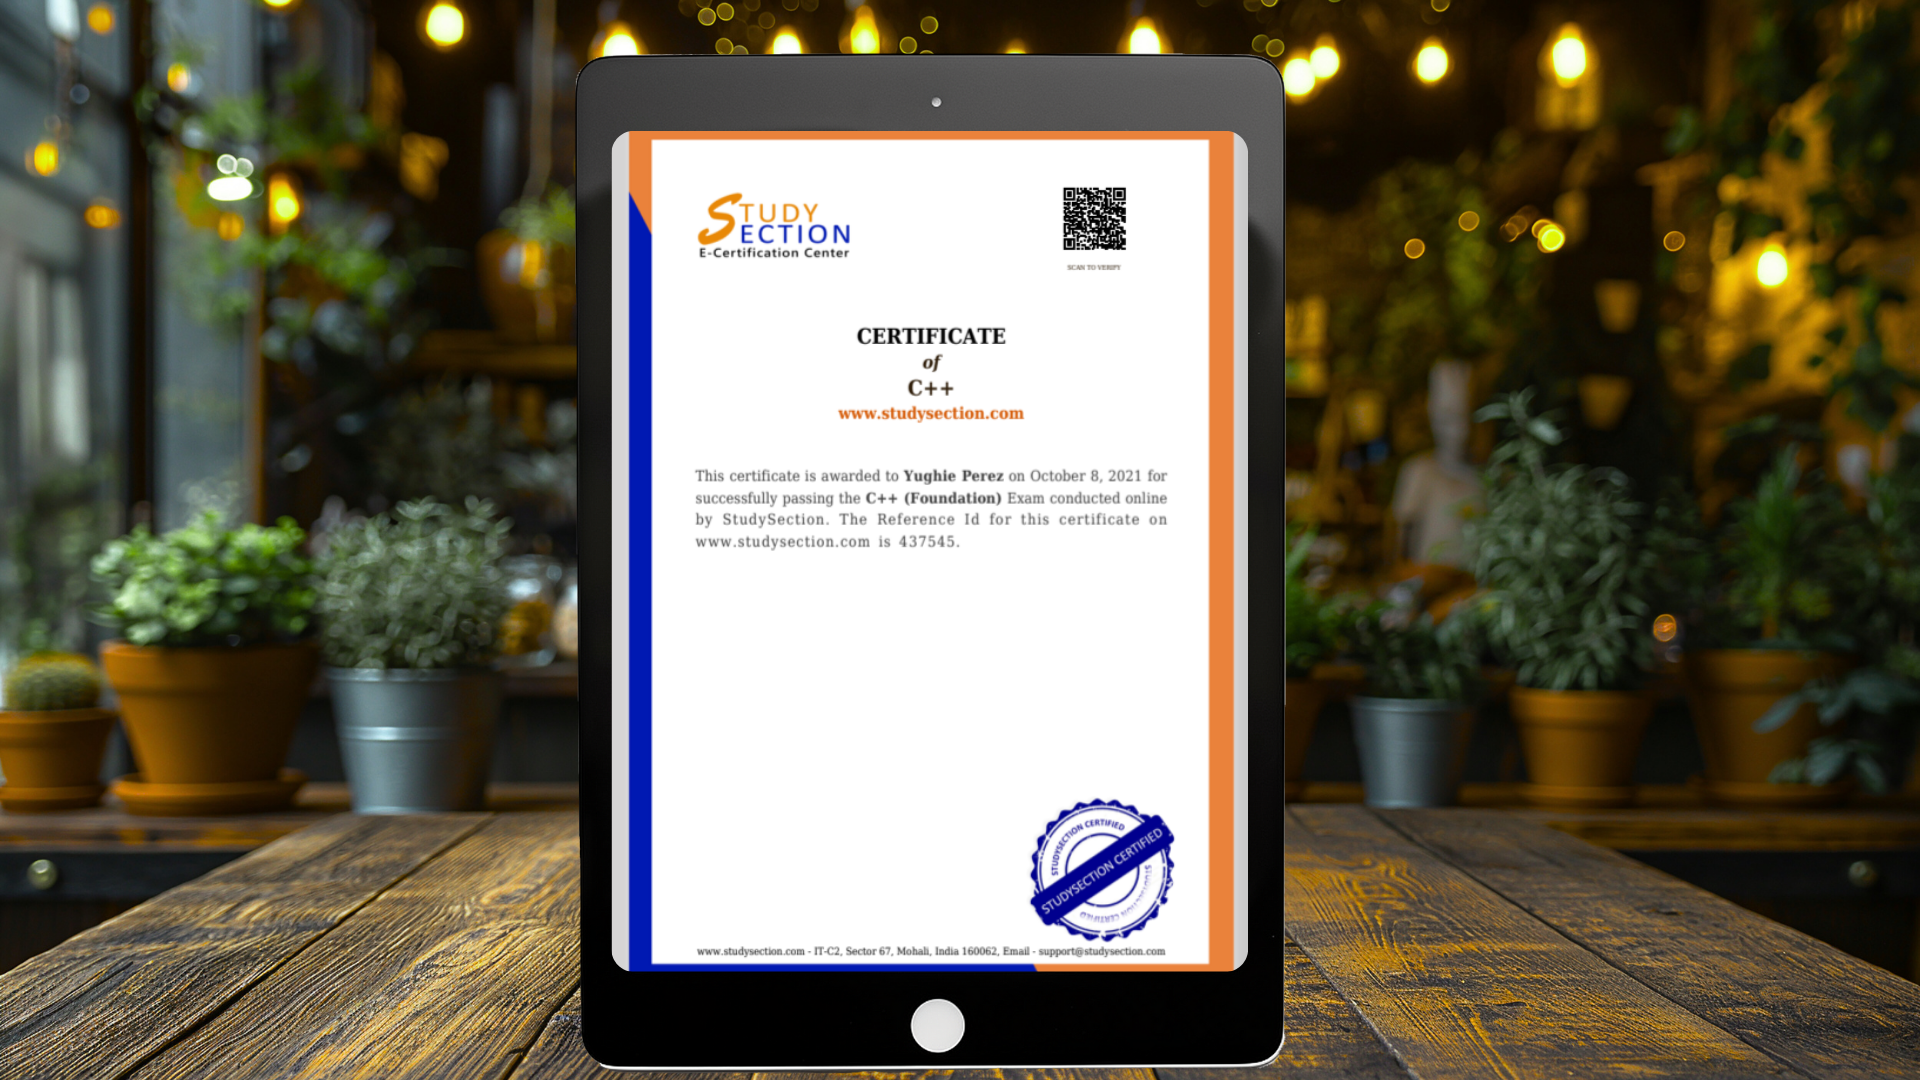 STUDY
SECTION
E-Certification Center
SCAN TO VERIFY
CERTIFICATE
of
C++
www.studysection.com
This certificate is awarded to Yughie Perez on October 8, 2021 for
successfully passing the C++ (Foundation) Exam conducted online
by StudySection. The Reference Id for this certificate on
www.studysection.com is 437545.
STUDYSECTION CERTIFIED
STUDYSECTION CERTIFIED
STUDYSECTION CERTIFIED
www.studysection.com - IT-C2, Sector 67, Mohali, India 160062, Email - support@studysection.com